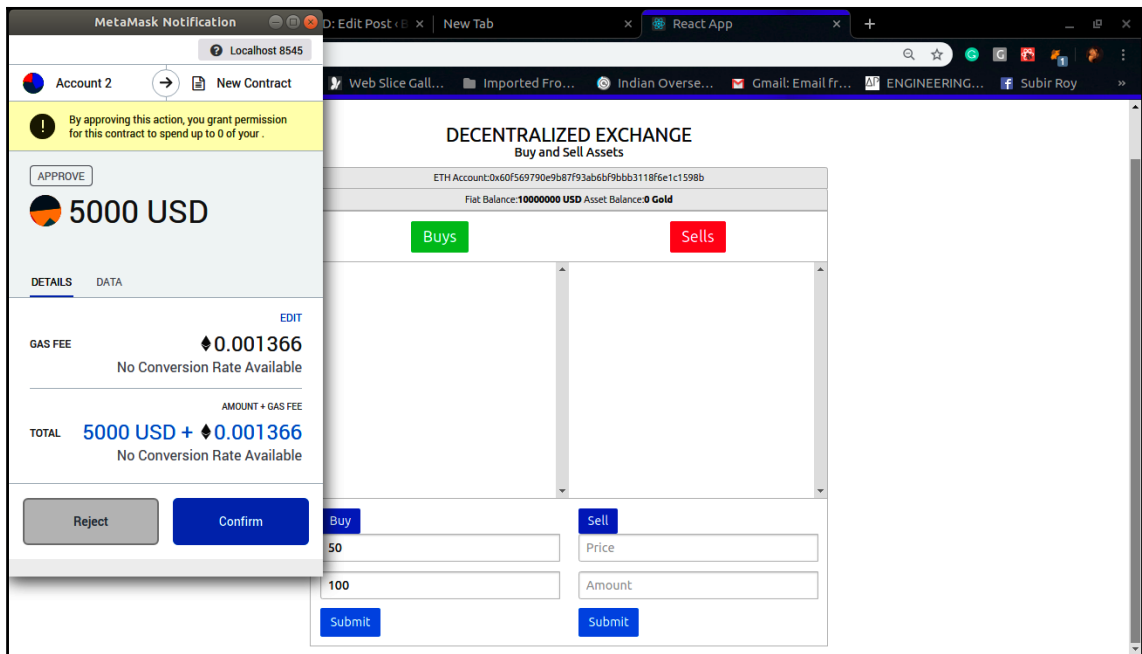 MetaMask Notification
Localhost 8545
Account 2
New Contract
By approving this action, you grant permission
for this contract to spend up to 0 of your .
APPROVE
5000 USD
DETAILS DATA
EDIT
GAS FEE 0.001366
No Conversion Rate Available
AMOUNT + GAS FEE
TOTAL 5000 USD + 0.001366
No Conversion Rate Available
Reject Confirm
D: Edit Post ‹ B New Tab React App
1
Web Slice Gall... Imported Fro... Indian Overse... Gmail: Email fr... ENGINEERING... Subir Roy »
DECENTRALIZED EXCHANGE
Buy and Sell Assets
ETH Account:0x60f569790e9b87f93ab6bf9bbb3118f6e1c1598b
Fiat Balance:10000000 USD Asset Balance:0 Gold
Buys Sells
Buy Sell
50 Price
100 Amount
Submit Submit